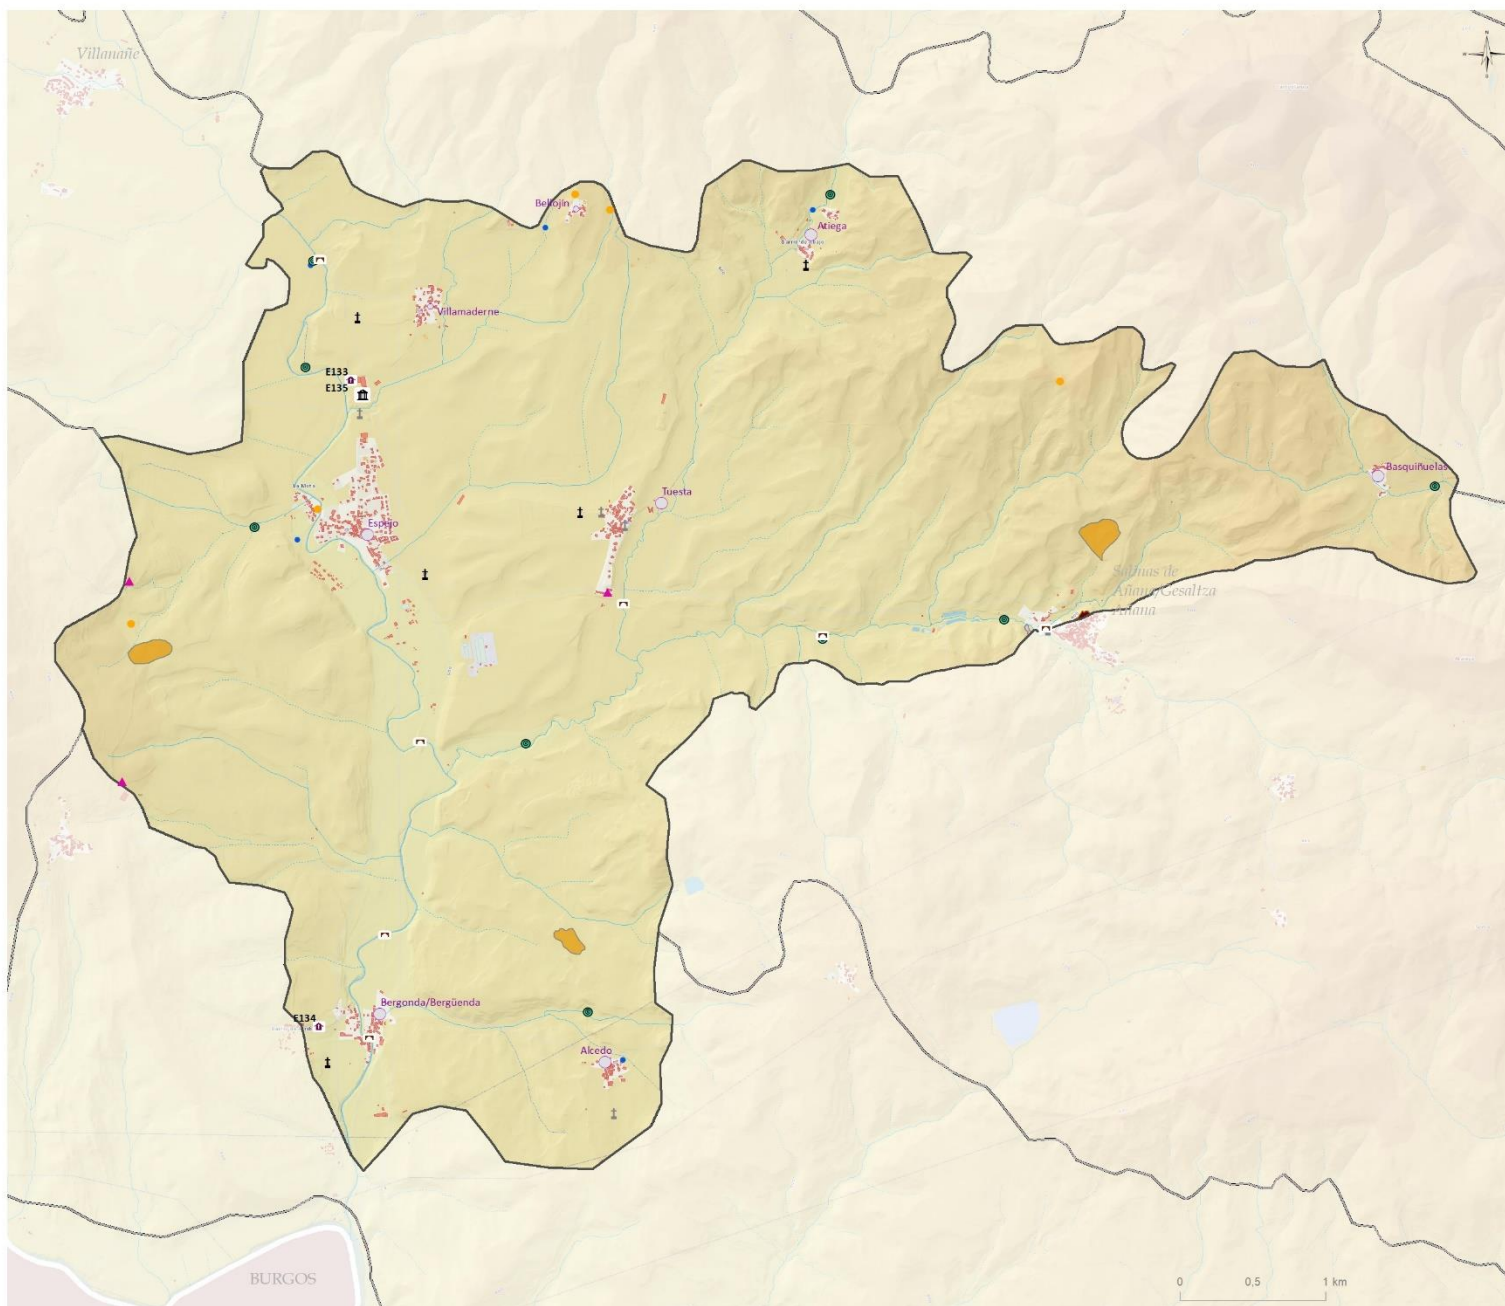 Villanañe
Bellojín
Atiega
Villamaderne
E133
E135
Basquiñuelas
Tuesta
Espejo
Salinas de
Añana/Gesaltza
Añana
Bergonda/Bergüenda
E134
Alcedo
BURGOS
0 0,5 1 km